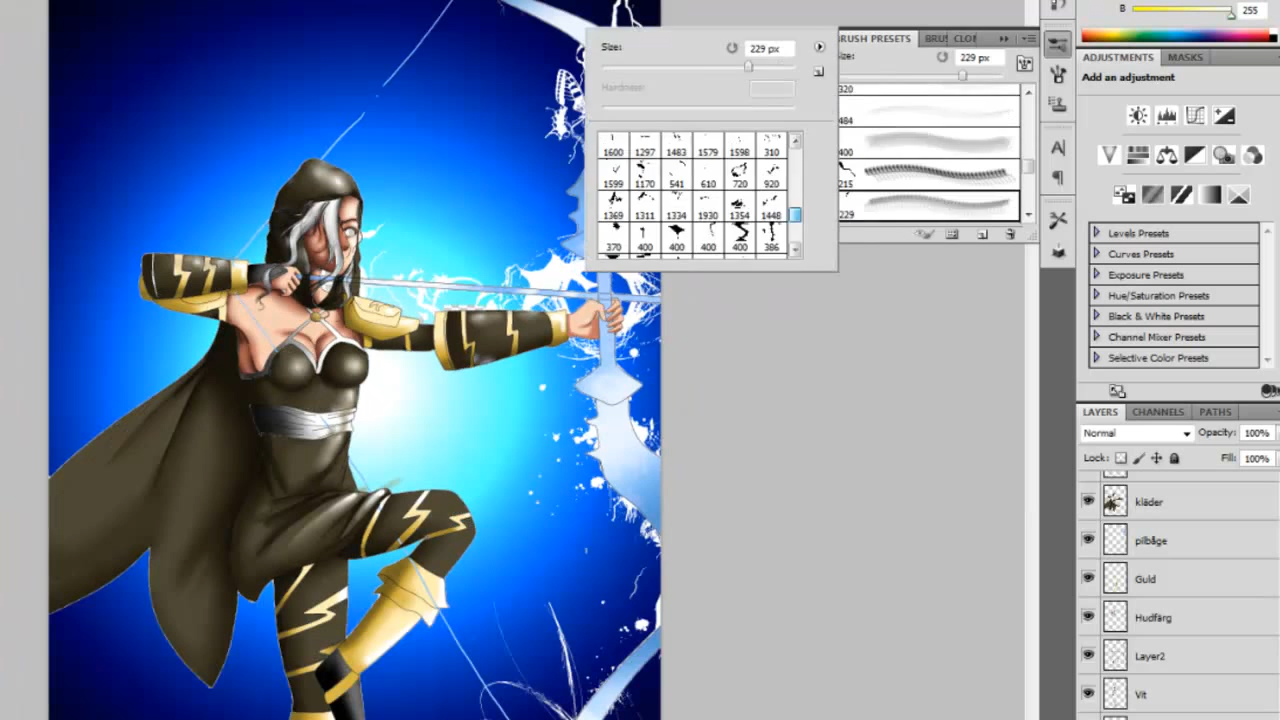 B 255
Size: 229 px
Hardness:
BRUSH PRESETS
Size: 229 px
320
484
400
215
229
1600 1297 1483 1579 1598 310
1599 1170 541 610 720 920
1369 1311 1334 1930 1354 1448
370 400 400 400 400 386
ADJUSTMENTS MASKS
Add an adjustment
Levels Presets
Curves Presets
Exposure Presets
Hue/Saturation Presets
Black & White Presets
Channel Mixer Presets
Selective Color Presets
LAYERS CHANNELS PATHS
Normal Opacity: 100%
Lock: Fill: 100%
kläder
pilbåge
Guld
Hudfärg
Layer2
Vit